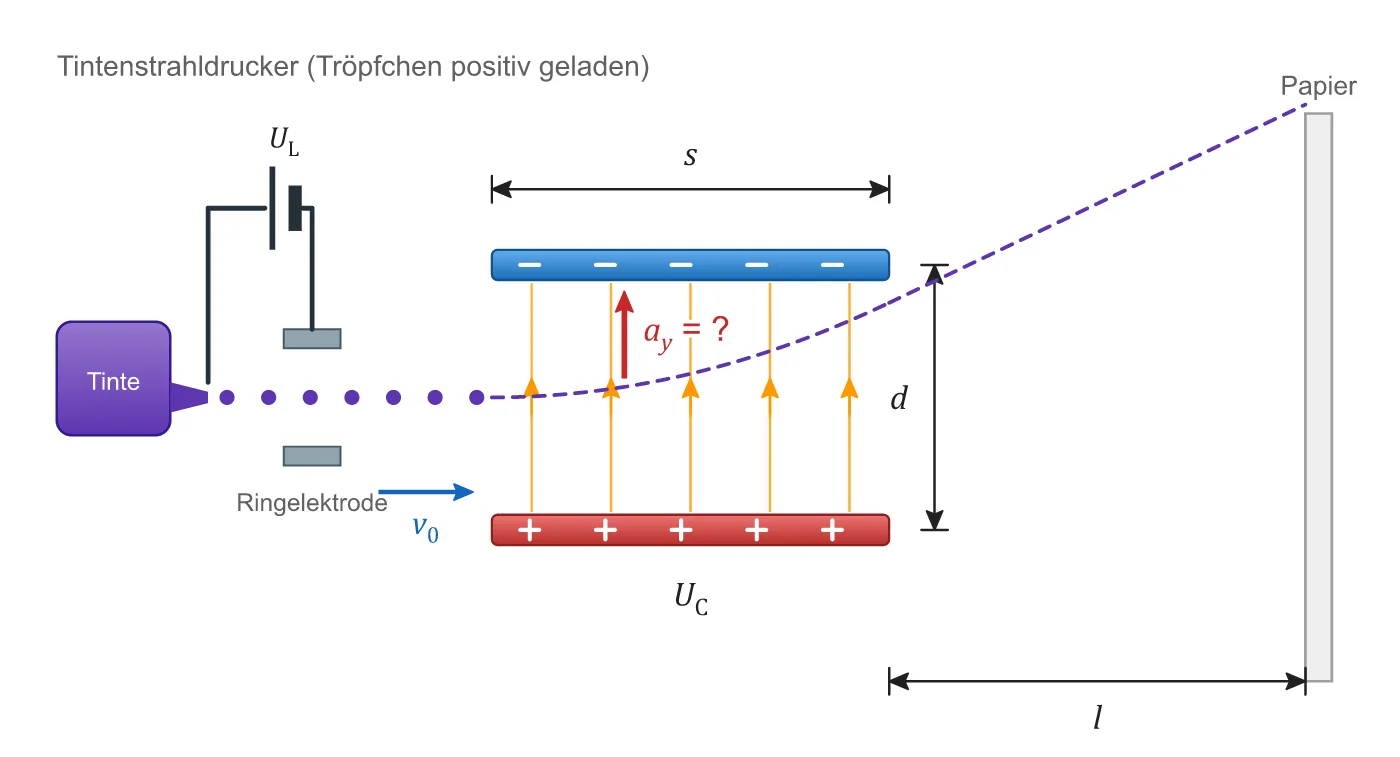 Tintenstrahldrucker (Tröpfchen positiv geladen)
Papier
U_L
s
− − − − −
a_y = ?
Tinte
d
Ringelektrode
v_0
+ + + + +
U_C
l